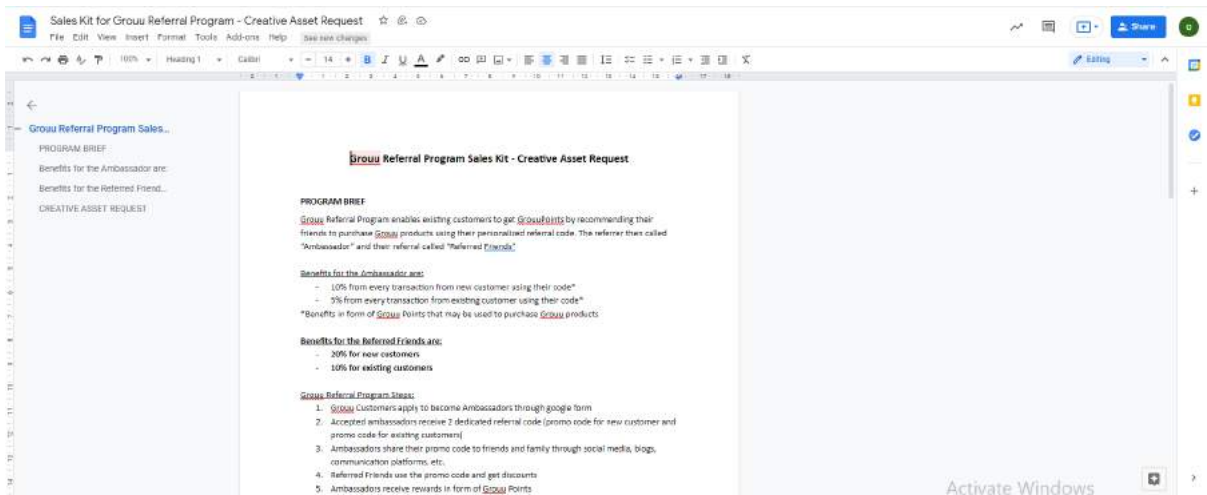 Sales Kit for Grouu Referral Program - Creative Asset Request
File Edit View Insert Format Tools Add-ons Help See new changes
Share
100% Heading 1 Calibri - 14 + B I U A
Editing
Grouu Referral Program Sales...
PROGRAM BRIEF
Benefits for the Ambassador are:
Benefits for the Referred Friend...
CREATIVE ASSET REQUEST
Grouu Referral Program Sales Kit - Creative Asset Request
PROGRAM BRIEF
Grouu Referral Program enables existing customers to get GrouuPoints by recommending their
friends to purchase Grouu products using their personalized referral code. The referrer then called
"Ambassador" and their referral called "Referred Friends"
Benefits for the Ambassador are:
- 10% from every transaction from new customer using their code*
- 5% from every transaction from existing customer using their code*
*Benefits in form of Grouu Points that may be used to purchase Grouu products
Benefits for the Referred Friends are:
- 20% for new customers
- 10% for existing customers
Grouu Referral Program Steps:
1. Grouu Customers apply to become Ambassadors through google form
2. Accepted ambassadors receive 2 dedicated referral code (promo code for new customer and
promo code for existing customers)
3. Ambassadors share their promo code to friends and family through social media, blogs,
communication platforms, etc.
4. Referred Friends use the promo code and get discounts
5. Ambassadors receive rewards in form of Grouu Points
Activate Windows